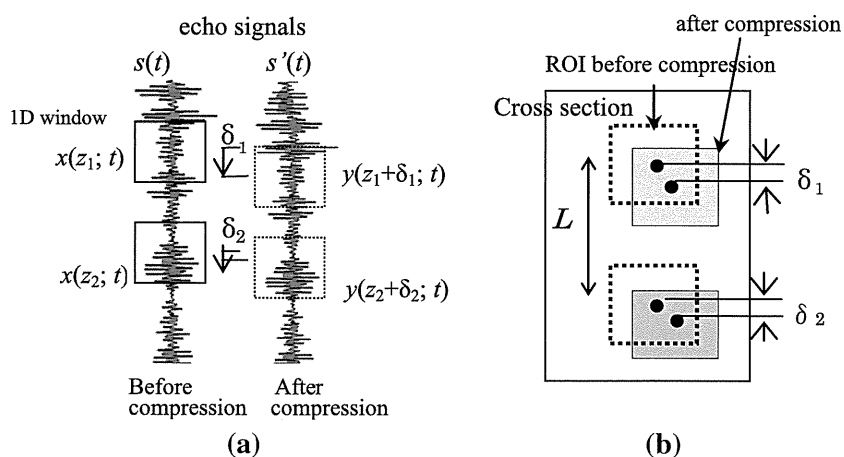 echo signals
s(t)
s'(t)
1D window
δ1
x(z1; t)
y(z1+δ1; t)
δ2
x(z2; t)
y(z2+δ2; t)
Before
compression
After
compression
(a)
after compression
ROI before compression
Cross section
δ1
L
δ2
(b)